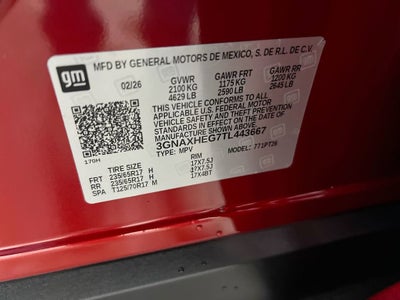 gm
MFD BY GENERAL MOTORS DE MEXICO, S. DE R.L. DE C.V.
02/26 GVWR GAWR FRT GAWR RR
2100 KG 1175 KG 1200 KG
4629 LB 2590 LB 2645 LB
THIS VEHICLE CONFORMS TO ALL
APPLICABLE U.S. FEDERAL MOTOR
VEHICLE SAFETY AND THEFT PREVENTION
STANDARDS IN EFFECT ON THE DATE OF
MANUFACTURE SHOWN ABOVE.
3GNAXHEG7TL443667
TYPE: MPV MODEL: 771PT26
170H
TIRE SIZE RIM
FRT 235/65R17 H 17X7.5J
RR 235/65R17 H 17X7.5J
SPA T125/70R17 M 17X4BT